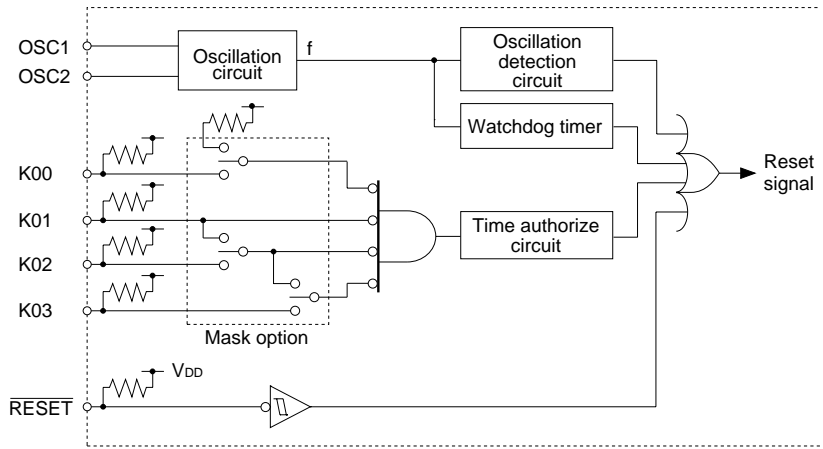 OSC1
OSC2
Oscillation
circuit
f
Oscillation
detection
circuit
Watchdog timer
Reset
signal
K00
K01
K02
K03
Time authorize
circuit
Mask option
VDD
RESET